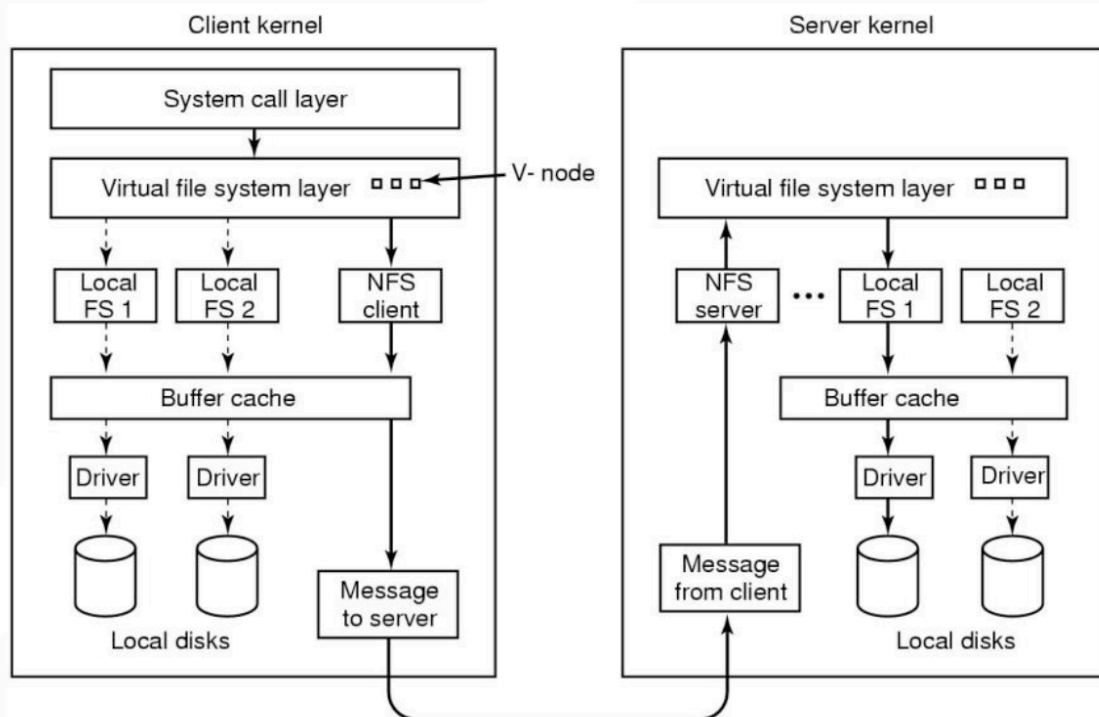 Client kernel
Server kernel
System call layer
Virtual file system layer
V- node
Virtual file system layer
Local
FS 1
Local
FS 2
NFS
client
NFS
server
•••
Local
FS 1
Local
FS 2
Buffer cache
Buffer cache
Driver
Driver
Driver
Driver
Message
to server
Message
from client
Local disks
Local disks